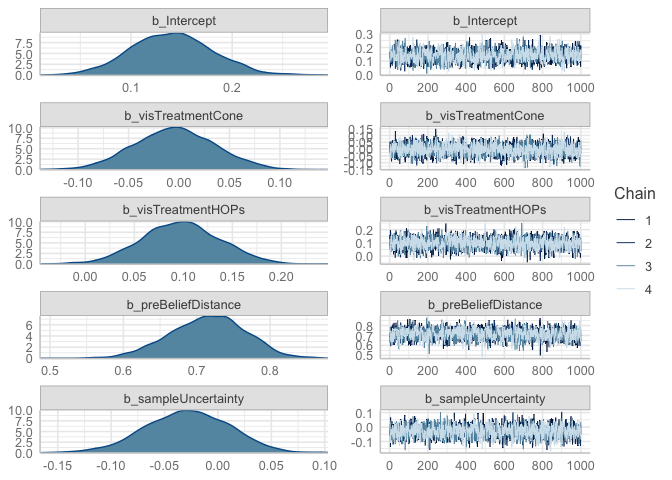 b_Intercept
7.5
5.0
2.5
0.0
0.1 0.2
b_Intercept
0.3
0.2
0.1
0.0
0 200 400 600 800 1000
b_visTreatmentCone
10.0
7.5
5.0
2.5
0.0
-0.10 -0.05 0.00 0.05 0.10
b_visTreatmentCone
0.15
0.10
0.05
0.00
-0.05
-0.10
-0.15
0 200 400 600 800 1000
b_visTreatmentHOPs
10.0
7.5
5.0
2.5
0.0
0.00 0.05 0.10 0.15 0.20
b_visTreatmentHOPs
0.2
0.1
0.0
0 200 400 600 800 1000
b_preBeliefDistance
6
4
2
0
0.5 0.6 0.7 0.8
b_preBeliefDistance
0.8
0.7
0.6
0.5
0 200 400 600 800 1000
b_sampleUncertainty
10.0
7.5
5.0
2.5
0.0
-0.15 -0.10 -0.05 0.00 0.05 0.10
b_sampleUncertainty
0.1
0.0
-0.1
0 200 400 600 800 1000
Chain
1
2
3
4